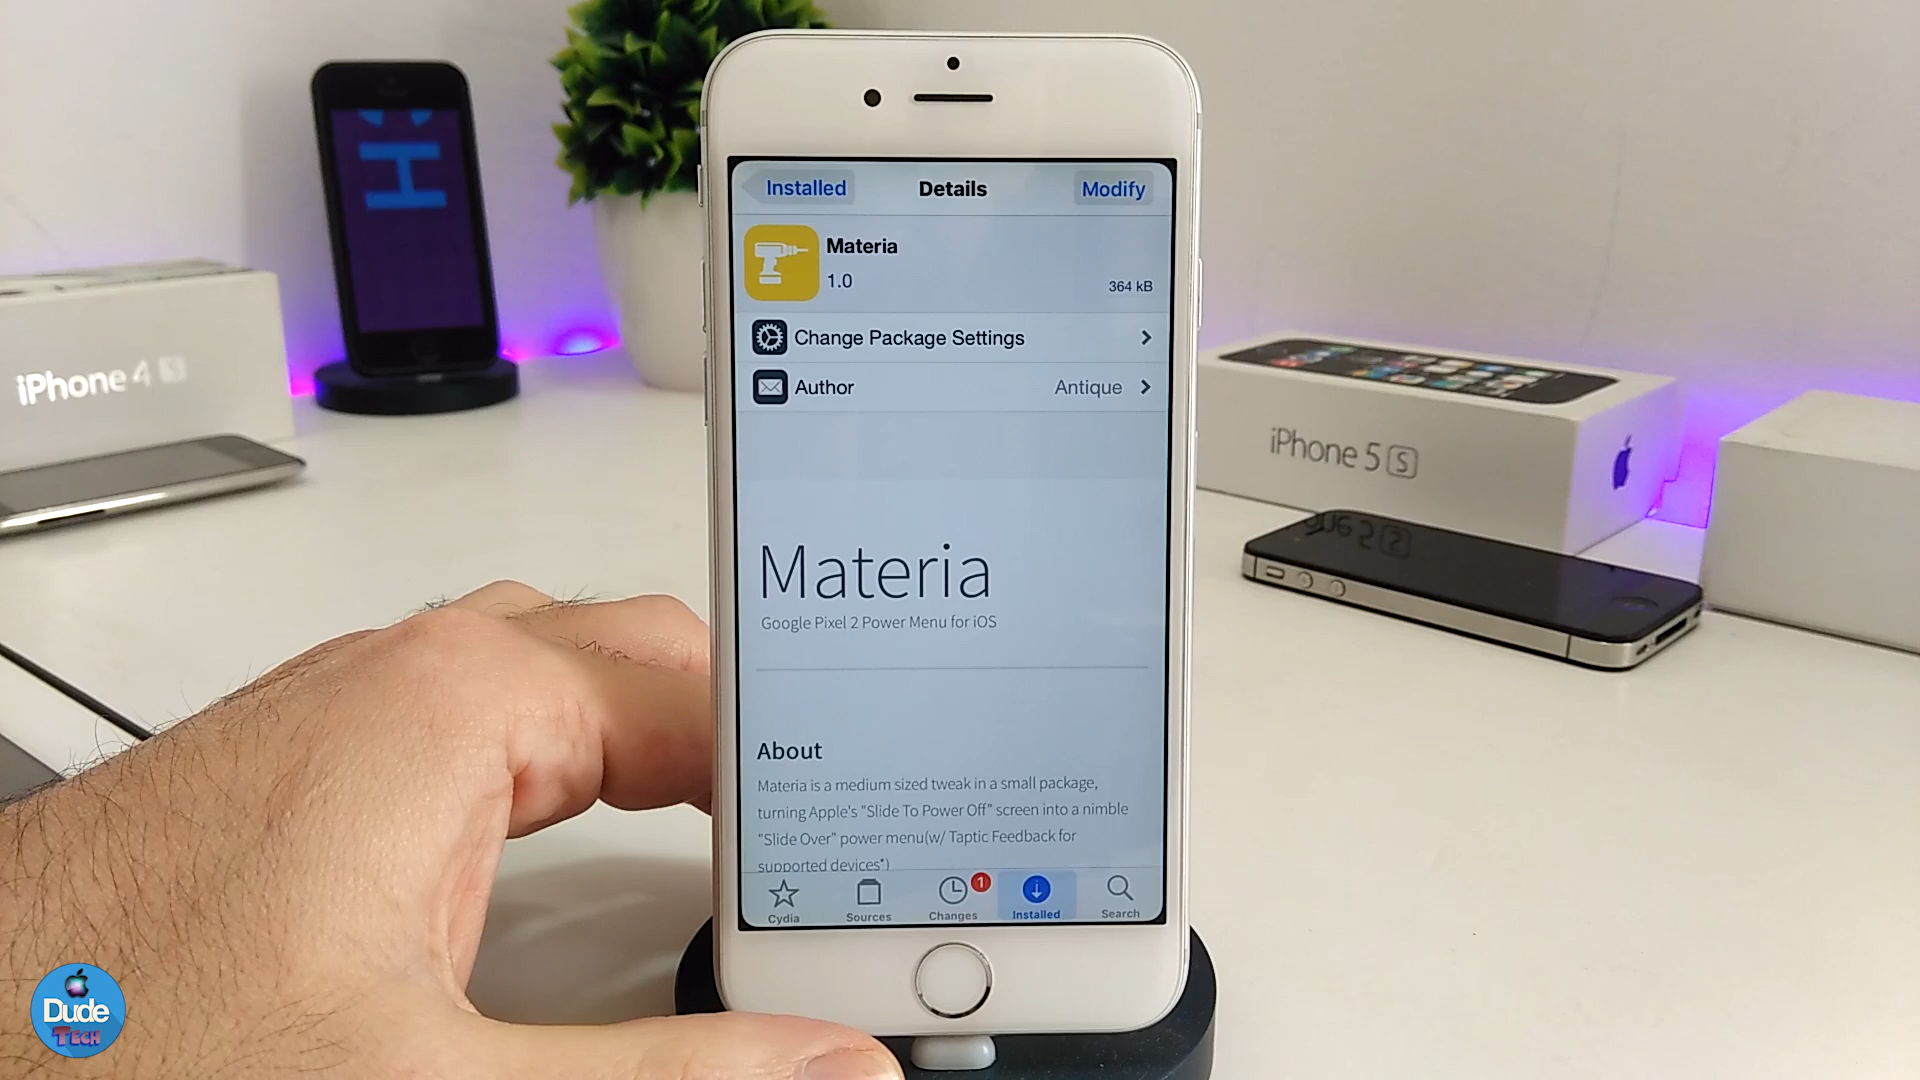 Installed Details Modify
Materia
1.0
364 kB
Change Package Settings
Author Antique
Materia
Google Pixel 2 Power Menu for iOS
About
Materia is a medium sized tweak in a small package,
turning Apple's "Slide To Power Off" screen into a nimble
"Slide Over" power menu(w/ Taptic Feedback for
supported devices*)
Cydia Sources Changes 1 Installed Search
iPhone 4 S
iPhone 5 S
one 5 S
H
Dude
TECH